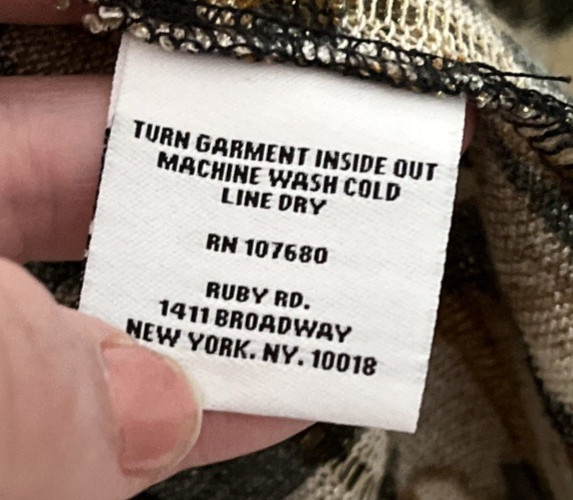 TURN GARMENT INSIDE OUT
MACHINE WASH COLD
LINE DRY
RN 107680
RUBY RD.
1411 BROADWAY
NEW YORK. NY. 10018